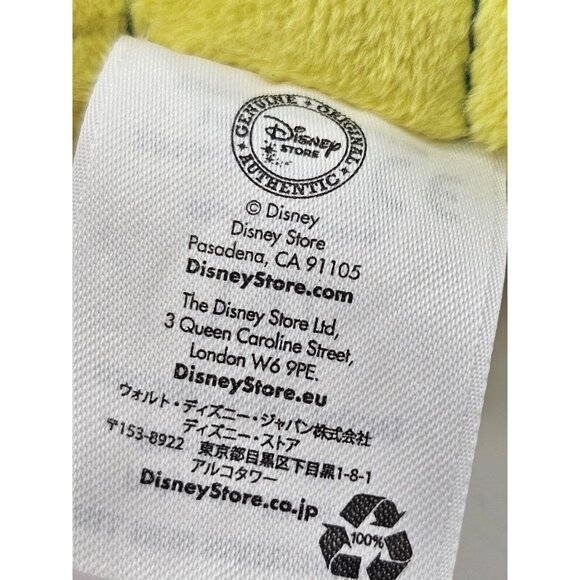 GENUINE • ORIGINAL
Disney
STORE
AUTHENTIC
© Disney
Disney Store
Pasadena, CA 91105
DisneyStore.com
The Disney Store Ltd,
3 Queen Caroline Street,
London W6 9PE.
DisneyStore.eu
ウォルト・ディズニー・ジャパン株式会社
ディズニー・ストア
〒153-8922 東京都目黒区下目黒1-8-1
アルコタワー
DisneyStore.co.jp
100%